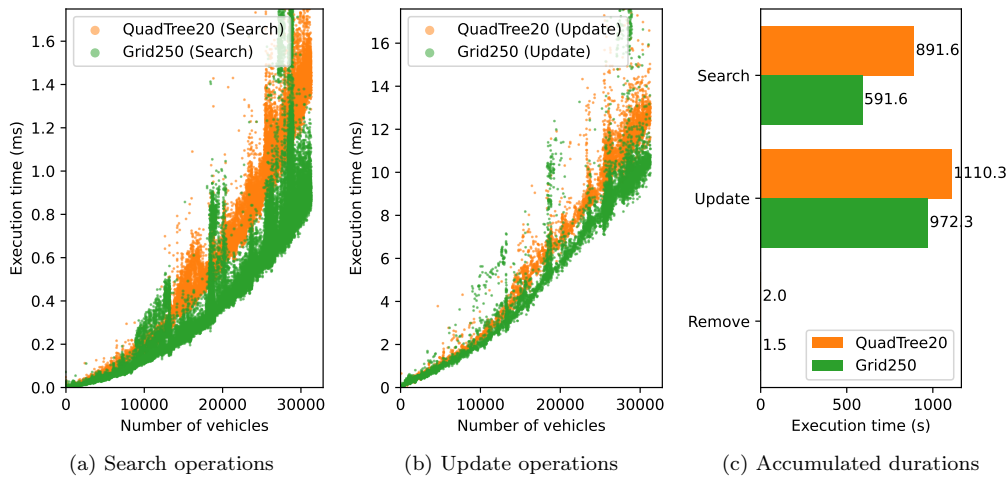 QuadTree20 (Search)
Grid250 (Search)
Execution time (ms)
1.6
1.4
1.2
1.0
0.8
0.6
0.4
0.2
0.0
0
10000
20000
30000
Number of vehicles
(a) Search operations
QuadTree20 (Update)
Grid250 (Update)
Execution time (ms)
16
14
12
10
8
6
4
2
0
0
10000
20000
30000
Number of vehicles
(b) Update operations
Search
891.6
591.6
Update
1110.3
972.3
Remove
2.0
1.5
QuadTree20
Grid250
0
500
1000
Execution time (s)
(c) Accumulated durations